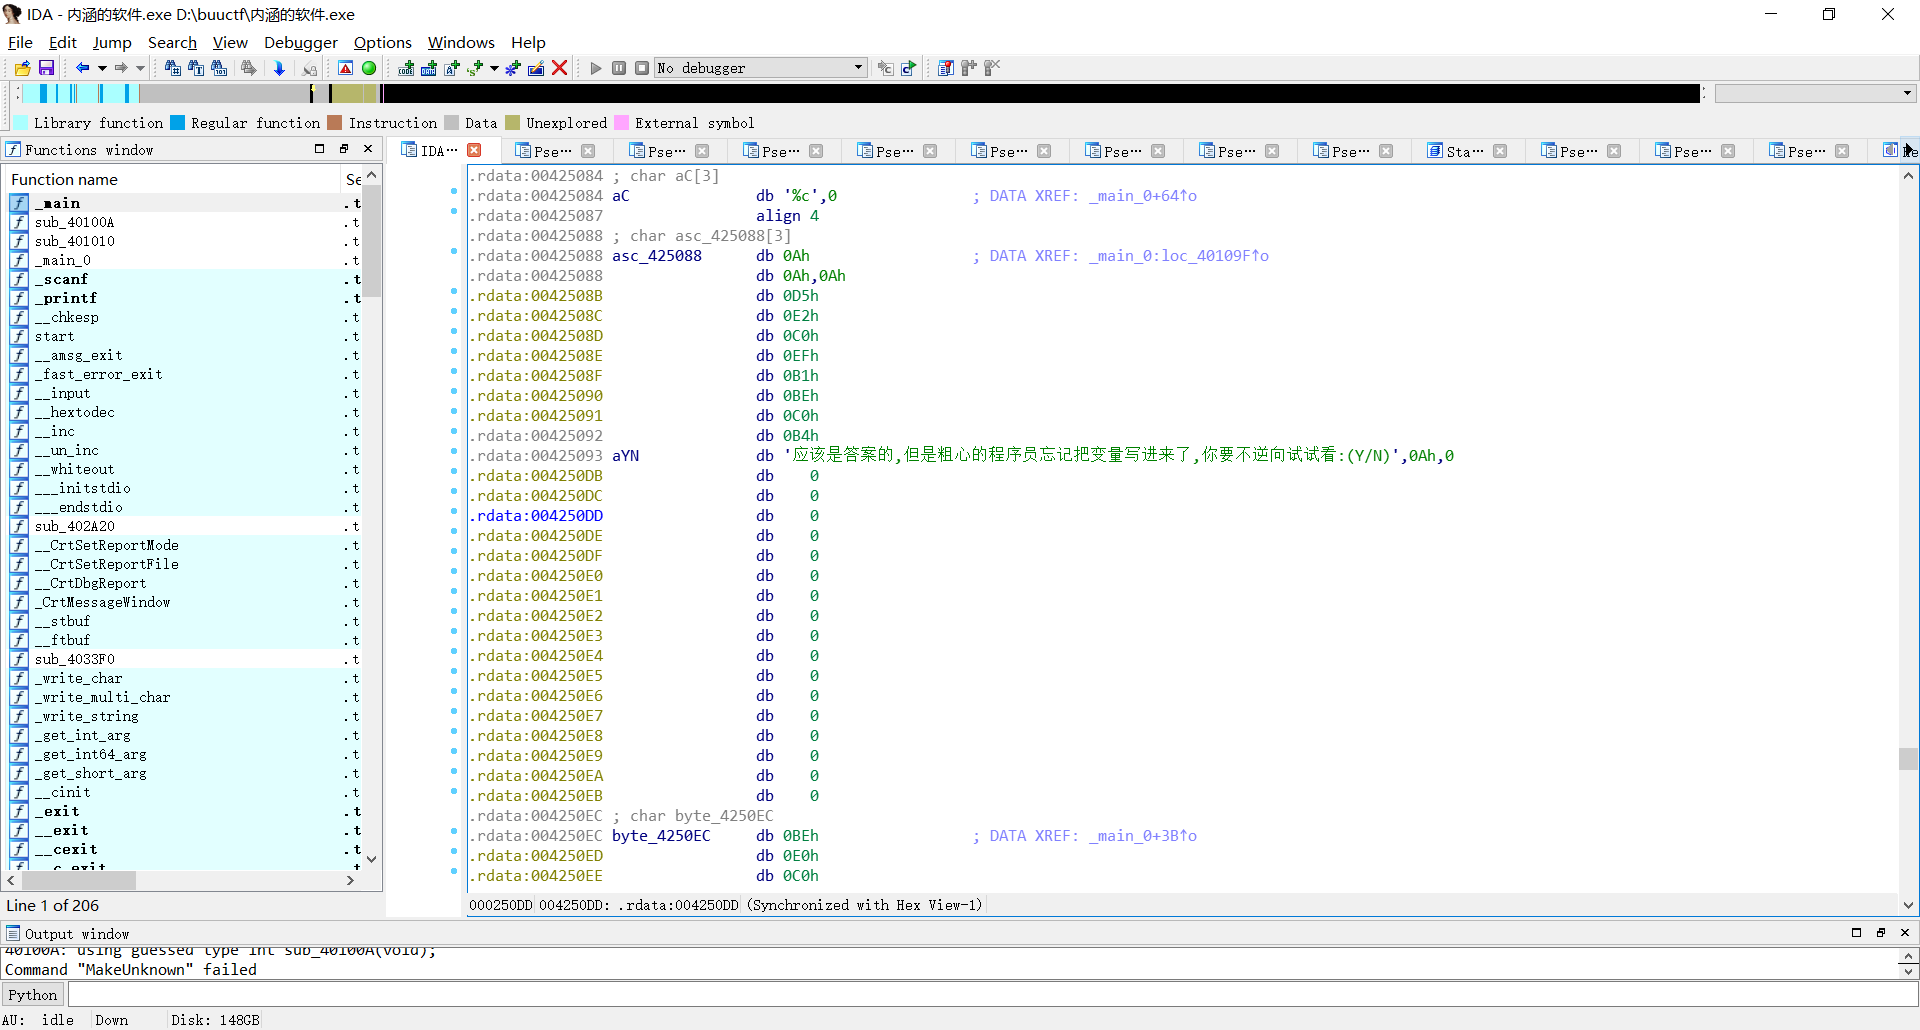 IDA - 内涵的软件.exe D:\buuctf\内涵的软件.exe
File Edit Jump Search View Debugger Options Windows Help
No debugger
Library function Regular function Instruction Data Unexplored External symbol
Functions window
IDA… Pse… Pse… Pse… Pse… Pse… Pse… Pse… Pse… Sta… Pse… Pse… Pse…
Function name Se
_main .t
sub_40100A .t
sub_401010 .t
_main_0 .t
_scanf .t
_printf .t
__chkesp .t
start .t
__amsg_exit .t
_fast_error_exit .t
__input .t
__hextodec .t
__inc .t
__un_inc .t
__whiteout .t
___initstdio .t
___endstdio .t
sub_402A20 .t
__CrtSetReportMode .t
__CrtSetReportFile .t
__CrtDbgReport .t
_CrtMessageWindow .t
__stbuf .t
__ftbuf .t
sub_4033F0 .t
_write_char .t
_write_multi_char .t
_write_string .t
_get_int_arg .t
_get_int64_arg .t
_get_short_arg .t
__cinit .t
_exit .t
__exit .t
__cexit .t
__c_exit .t
Line 1 of 206
.rdata:00425084 ; char aC[3]
.rdata:00425084 aC db '%c',0 ; DATA XREF: _main_0+64↑o
.rdata:00425087 align 4
.rdata:00425088 ; char asc_425088[3]
.rdata:00425088 asc_425088 db 0Ah ; DATA XREF: _main_0:loc_40109F↑o
.rdata:00425088 db 0Ah,0Ah
.rdata:0042508B db 0D5h
.rdata:0042508C db 0E2h
.rdata:0042508D db 0C0h
.rdata:0042508E db 0EFh
.rdata:0042508F db 0B1h
.rdata:00425090 db 0BEh
.rdata:00425091 db 0C0h
.rdata:00425092 db 0B4h
.rdata:00425093 aYN db '应该是答案的,但是粗心的程序员忘记把变量写进来了,你要不逆向试试看:(Y/N)',0Ah,0
.rdata:004250DB db 0
.rdata:004250DC db 0
.rdata:004250DD db 0
.rdata:004250DE db 0
.rdata:004250DF db 0
.rdata:004250E0 db 0
.rdata:004250E1 db 0
.rdata:004250E2 db 0
.rdata:004250E3 db 0
.rdata:004250E4 db 0
.rdata:004250E5 db 0
.rdata:004250E6 db 0
.rdata:004250E7 db 0
.rdata:004250E8 db 0
.rdata:004250E9 db 0
.rdata:004250EA db 0
.rdata:004250EB db 0
.rdata:004250EC ; char byte_4250EC
.rdata:004250EC byte_4250EC db 0BEh ; DATA XREF: _main_0+3B↑o
.rdata:004250ED db 0E0h
.rdata:004250EE db 0C0h
000250DD 004250DD: .rdata:004250DD (Synchronized with Hex View-1)
Output window
40100A: using guessed type int sub_40100A(void);
Command "MakeUnknown" failed
Python
AU: idle Down Disk: 148GB